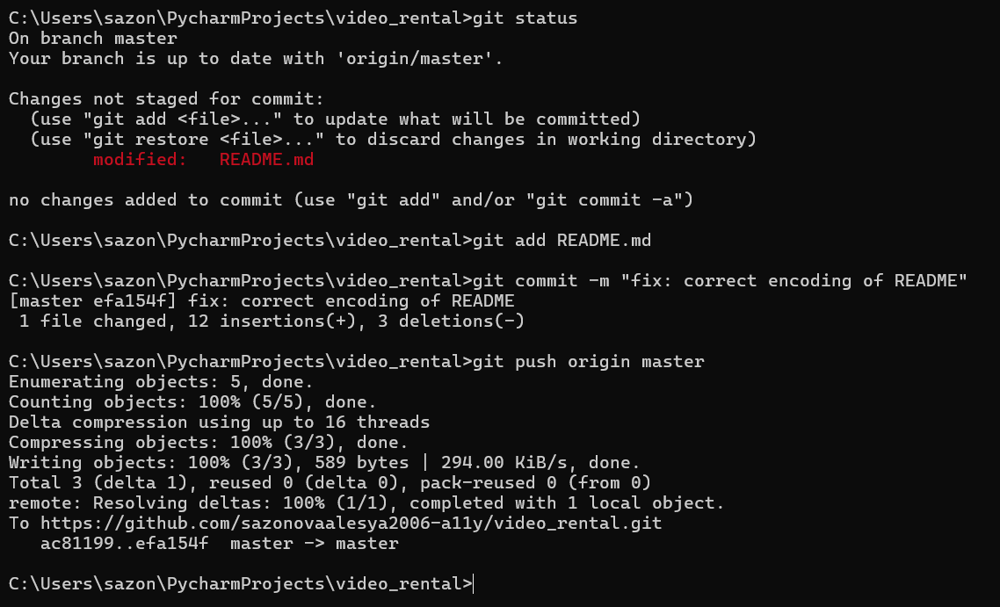 C:\Users\sazon\PycharmProjects\video_rental>git status
On branch master
Your branch is up to date with 'origin/master'.

Changes not staged for commit:
  (use "git add <file>..." to update what will be committed)
  (use "git restore <file>..." to discard changes in working directory)
        modified:   README.md

no changes added to commit (use "git add" and/or "git commit -a")

C:\Users\sazon\PycharmProjects\video_rental>git add README.md

C:\Users\sazon\PycharmProjects\video_rental>git commit -m "fix: correct encoding of README"
[master efa154f] fix: correct encoding of README
 1 file changed, 12 insertions(+), 3 deletions(-)

C:\Users\sazon\PycharmProjects\video_rental>git push origin master
Enumerating objects: 5, done.
Counting objects: 100% (5/5), done.
Delta compression using up to 16 threads
Compressing objects: 100% (3/3), done.
Writing objects: 100% (3/3), 589 bytes | 294.00 KiB/s, done.
Total 3 (delta 1), reused 0 (delta 0), pack-reused 0 (from 0)
remote: Resolving deltas: 100% (1/1), completed with 1 local object.
To https://github.com/sazonovaalesya2006-a11y/video_rental.git
   ac81199..efa154f  master -> master

C:\Users\sazon\PycharmProjects\video_rental>